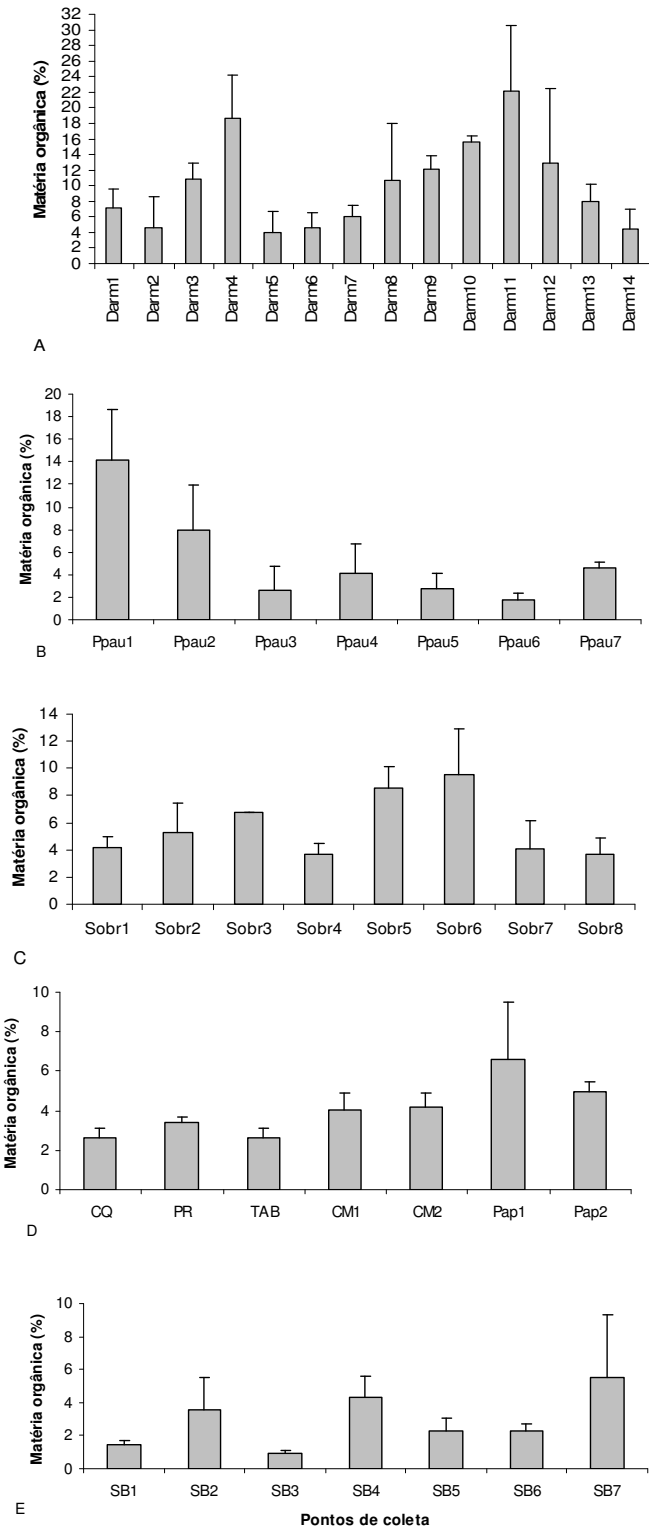 Matéria orgânica (%)
32
30
28
26
24
22
20
18
16
14
12
10
8
6
4
2
0
Darm1
Darm2
Darm3
Darm4
Darm5
Darm6
Darm7
Darm8
Darm9
Darm10
Darm11
Darm12
Darm13
Darm14
A
Matéria orgânica (%)
20
18
16
14
12
10
8
6
4
2
0
Ppau1 Ppau2 Ppau3 Ppau4 Ppau5 Ppau6 Ppau7
B
Matéria orgânica (%)
14
12
10
8
6
4
2
0
Sobr1 Sobr2 Sobr3 Sobr4 Sobr5 Sobr6 Sobr7 Sobr8
C
Matéria orgânica (%)
10
8
6
4
2
0
CQ PR TAB CM1 CM2 Pap1 Pap2
D
Matéria orgânica (%)
10
8
6
4
2
0
SB1 SB2 SB3 SB4 SB5 SB6 SB7
E
Pontos de coleta